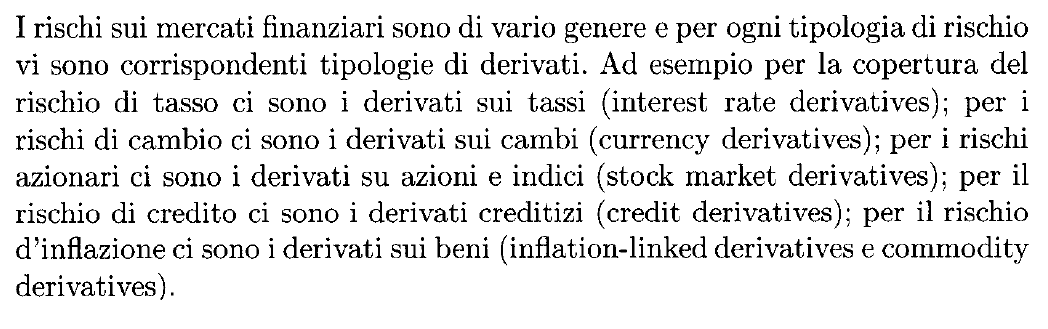 I rischi sui mercati finanziari sono di vario genere e per ogni tipologia di rischio
vi sono corrispondenti tipologie di derivati. Ad esempio per la copertura del
rischio di tasso ci sono i derivati sui tassi (interest rate derivatives); per i
rischi di cambio ci sono i derivati sui cambi (currency derivatives); per i rischi
azionari ci sono i derivati su azioni e indici (stock market derivatives); per il
rischio di credito ci sono i derivati creditizi (credit derivatives); per il rischio
d'inflazione ci sono i derivati sui beni (inflation-linked derivatives e commodity
derivatives).